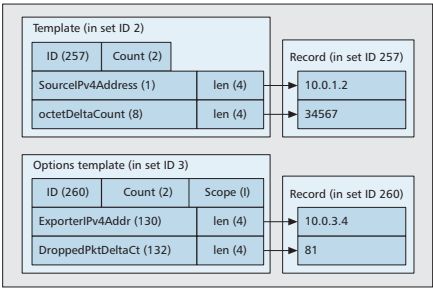 Template (in set ID 2)
ID (257) Count (2)
SourceIPv4Address (1) len (4)
octetDeltaCount (8) len (4)
Record (in set ID 257)
10.0.1.2
34567
Options template (in set ID 3)
ID (260) Count (2) Scope (I)
ExporterIPv4Addr (130) len (4)
DroppedPktDeltaCt (132) len (4)
Record (in set ID 260)
10.0.3.4
81